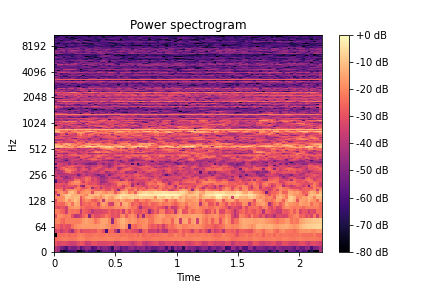 Power spectrogram
Hz
8192
4096
2048
1024
512
256
128
64
0
0
0.5
1
1.5
2
Time
+0 dB
-10 dB
-20 dB
-30 dB
-40 dB
-50 dB
-60 dB
-70 dB
-80 dB